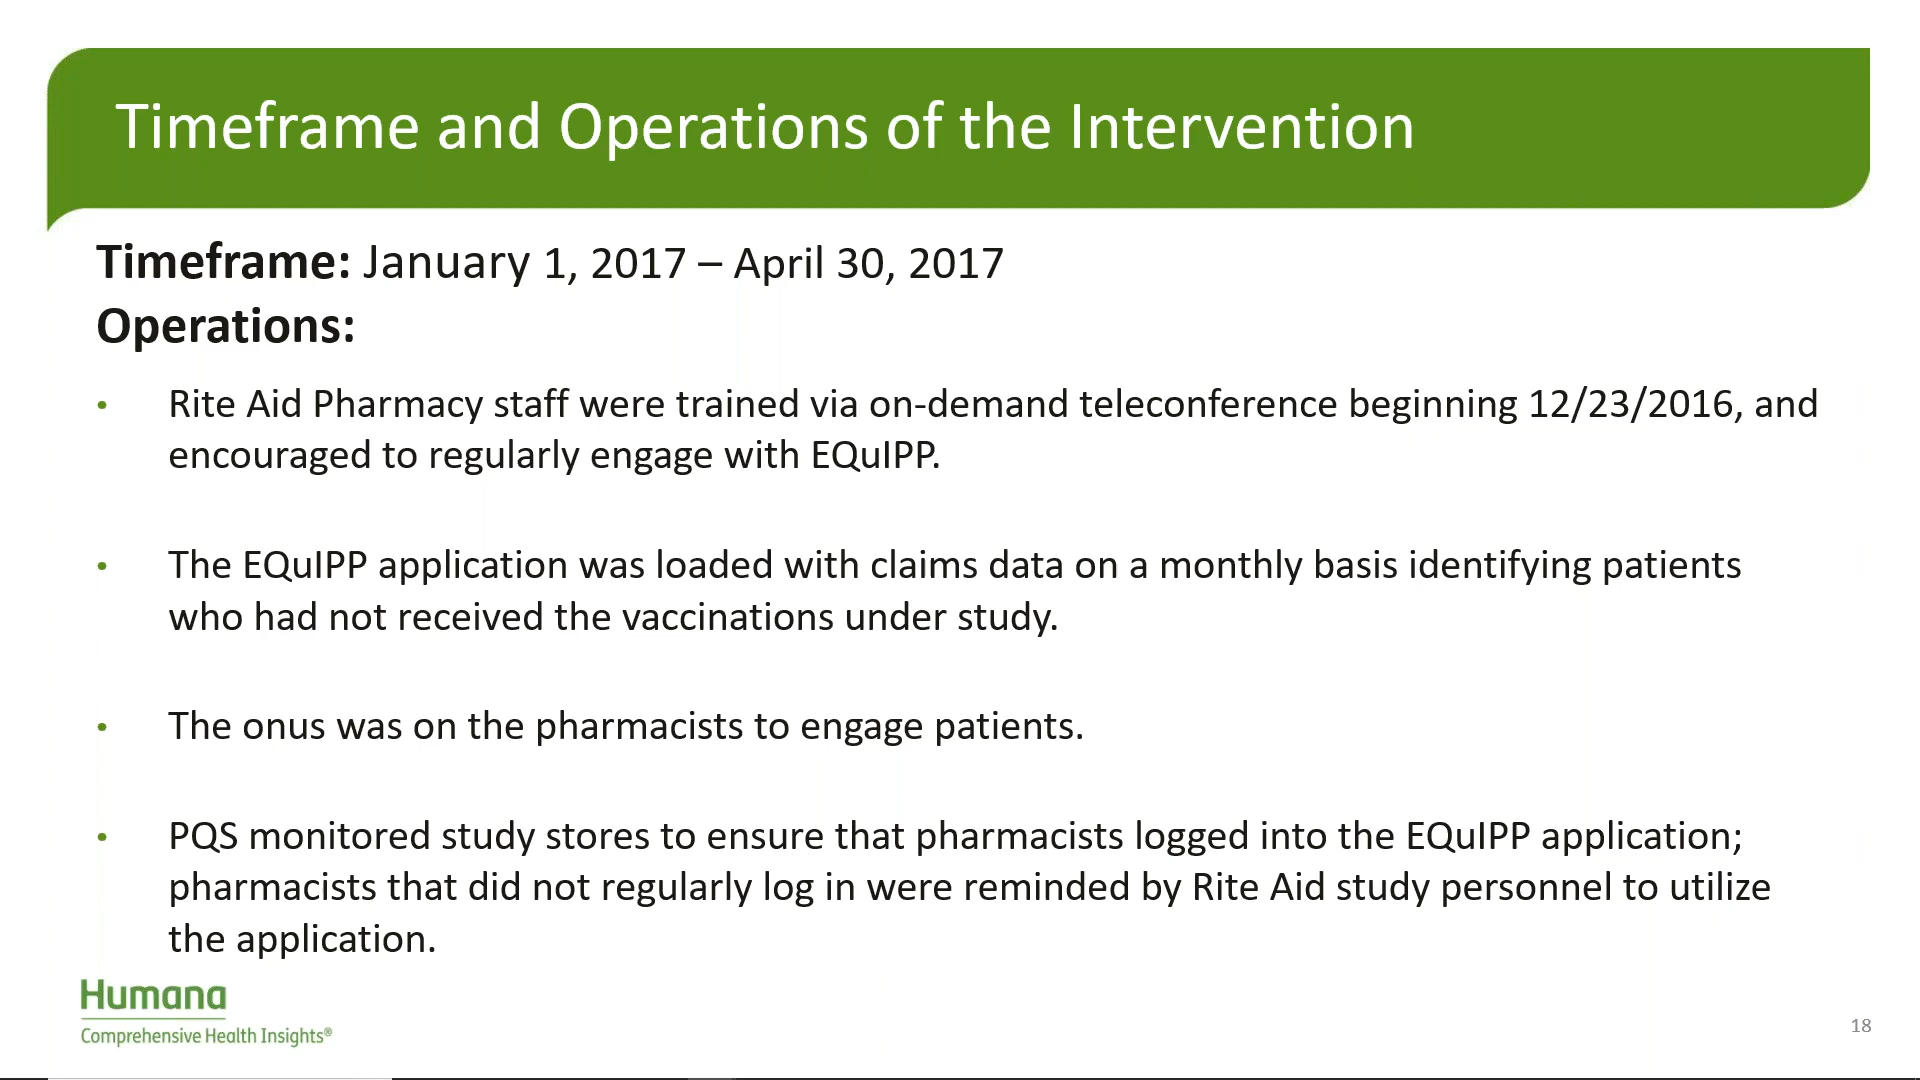 Timeframe and Operations of the Intervention
Timeframe: January 1, 2017 – April 30, 2017
Operations:
• Rite Aid Pharmacy staff were trained via on-demand teleconference beginning 12/23/2016, and
encouraged to regularly engage with EQuIPP.
• The EQuIPP application was loaded with claims data on a monthly basis identifying patients
who had not received the vaccinations under study.
• The onus was on the pharmacists to engage patients.
• PQS monitored study stores to ensure that pharmacists logged into the EQuIPP application;
pharmacists that did not regularly log in were reminded by Rite Aid study personnel to utilize
the application.
Humana
Comprehensive Health Insights®
18